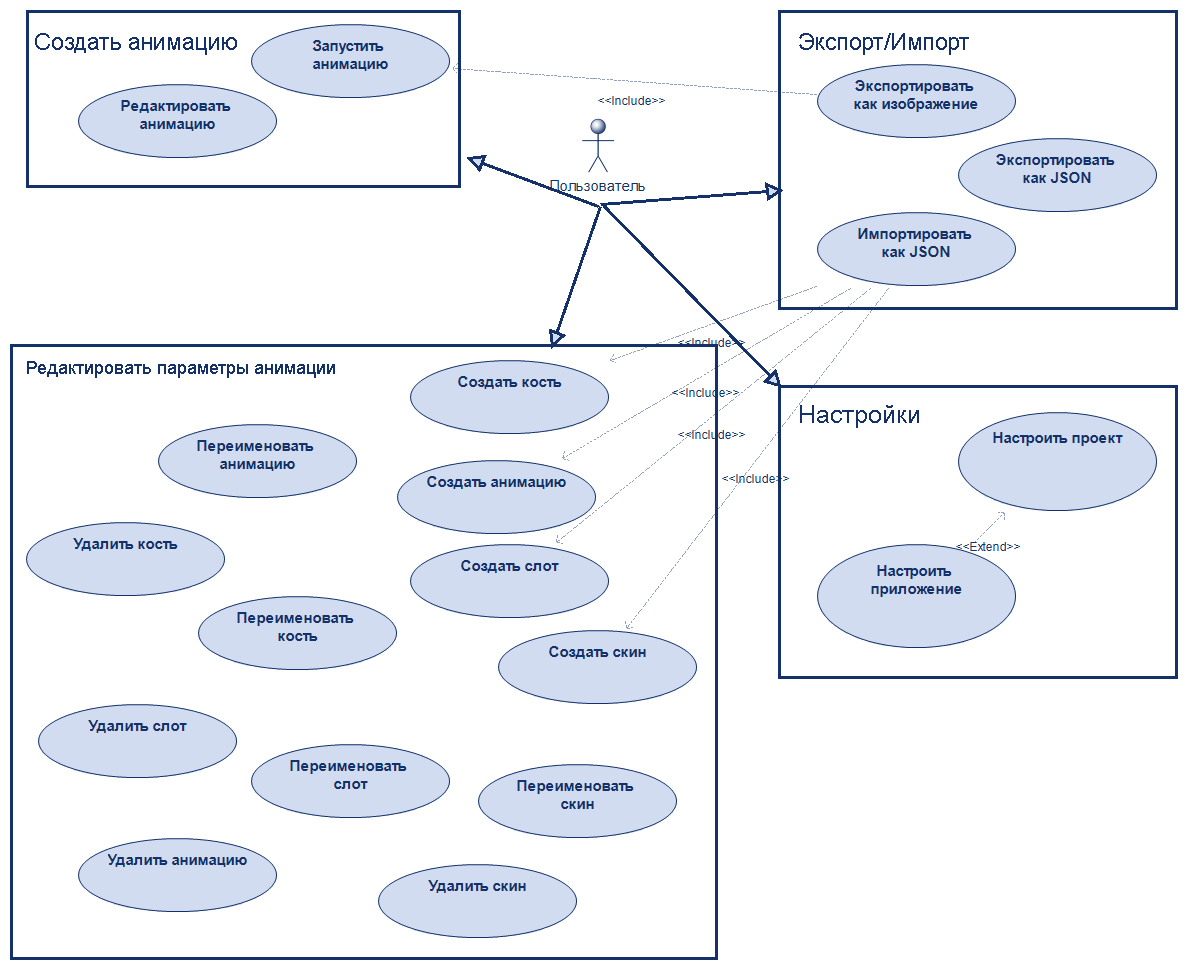 Создать анимацию
Запустить
анимацию
Редактировать
анимацию
<<Include>>
Пользователь
Экспорт/Импорт
Экспортировать
как изображение
Экспортировать
как JSON
Импортировать
как JSON
<<Include>>
<<Include>>
<<Include>>
<<Include>>
Редактировать параметры анимации
Создать кость
Переименовать
анимацию
Создать анимацию
Удалить кость
Создать слот
Переименовать
кость
Создать скин
Удалить слот
Переименовать
слот
Переименовать
скин
Удалить анимацию
Удалить скин
Настройки
Настроить проект
<<Extend>>
Настроить
приложение